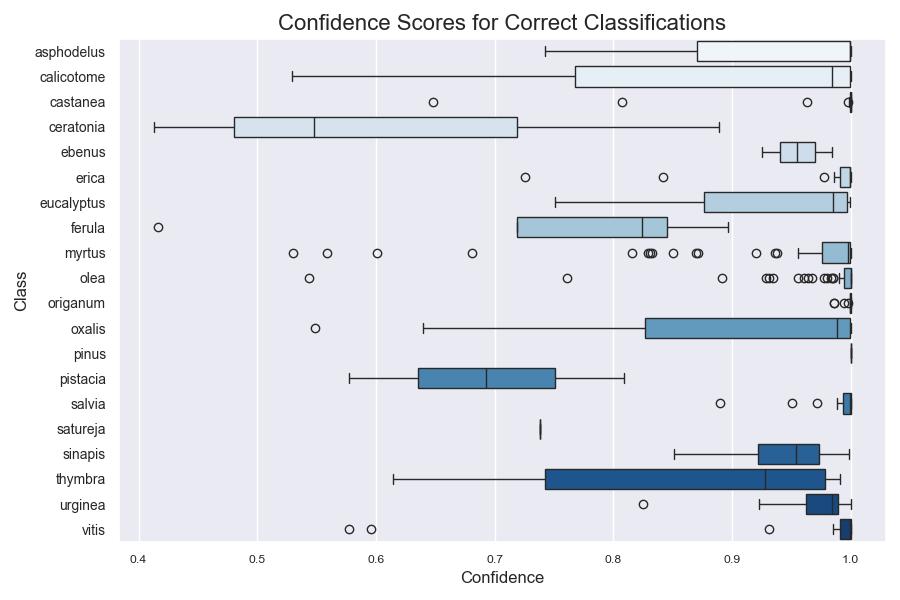 Confidence Scores for Correct Classifications
asphodelus
calicotome
castanea
ceratonia
ebenus
erica
eucalyptus
ferula
myrtus
olea
origanum
oxalis
pinus
pistacia
salvia
satureja
sinapis
thymbra
urginea
vitis
Class
0.4 0.5 0.6 0.7 0.8 0.9 1.0
Confidence